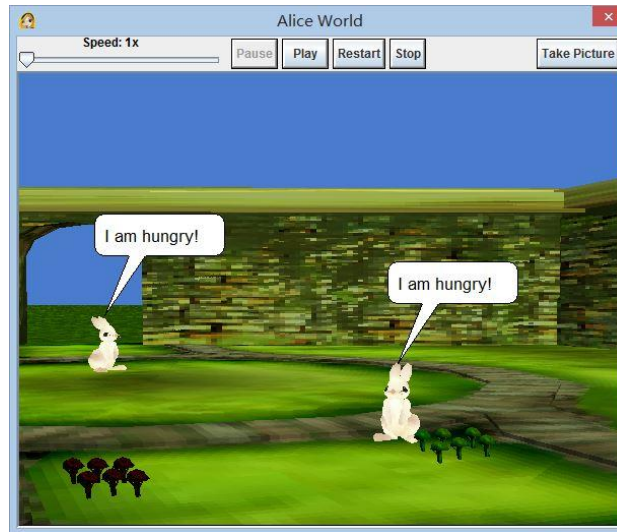 Alice World
Speed: 1x
Pause Play Restart Stop Take Picture
I am hungry!
I am hungry!